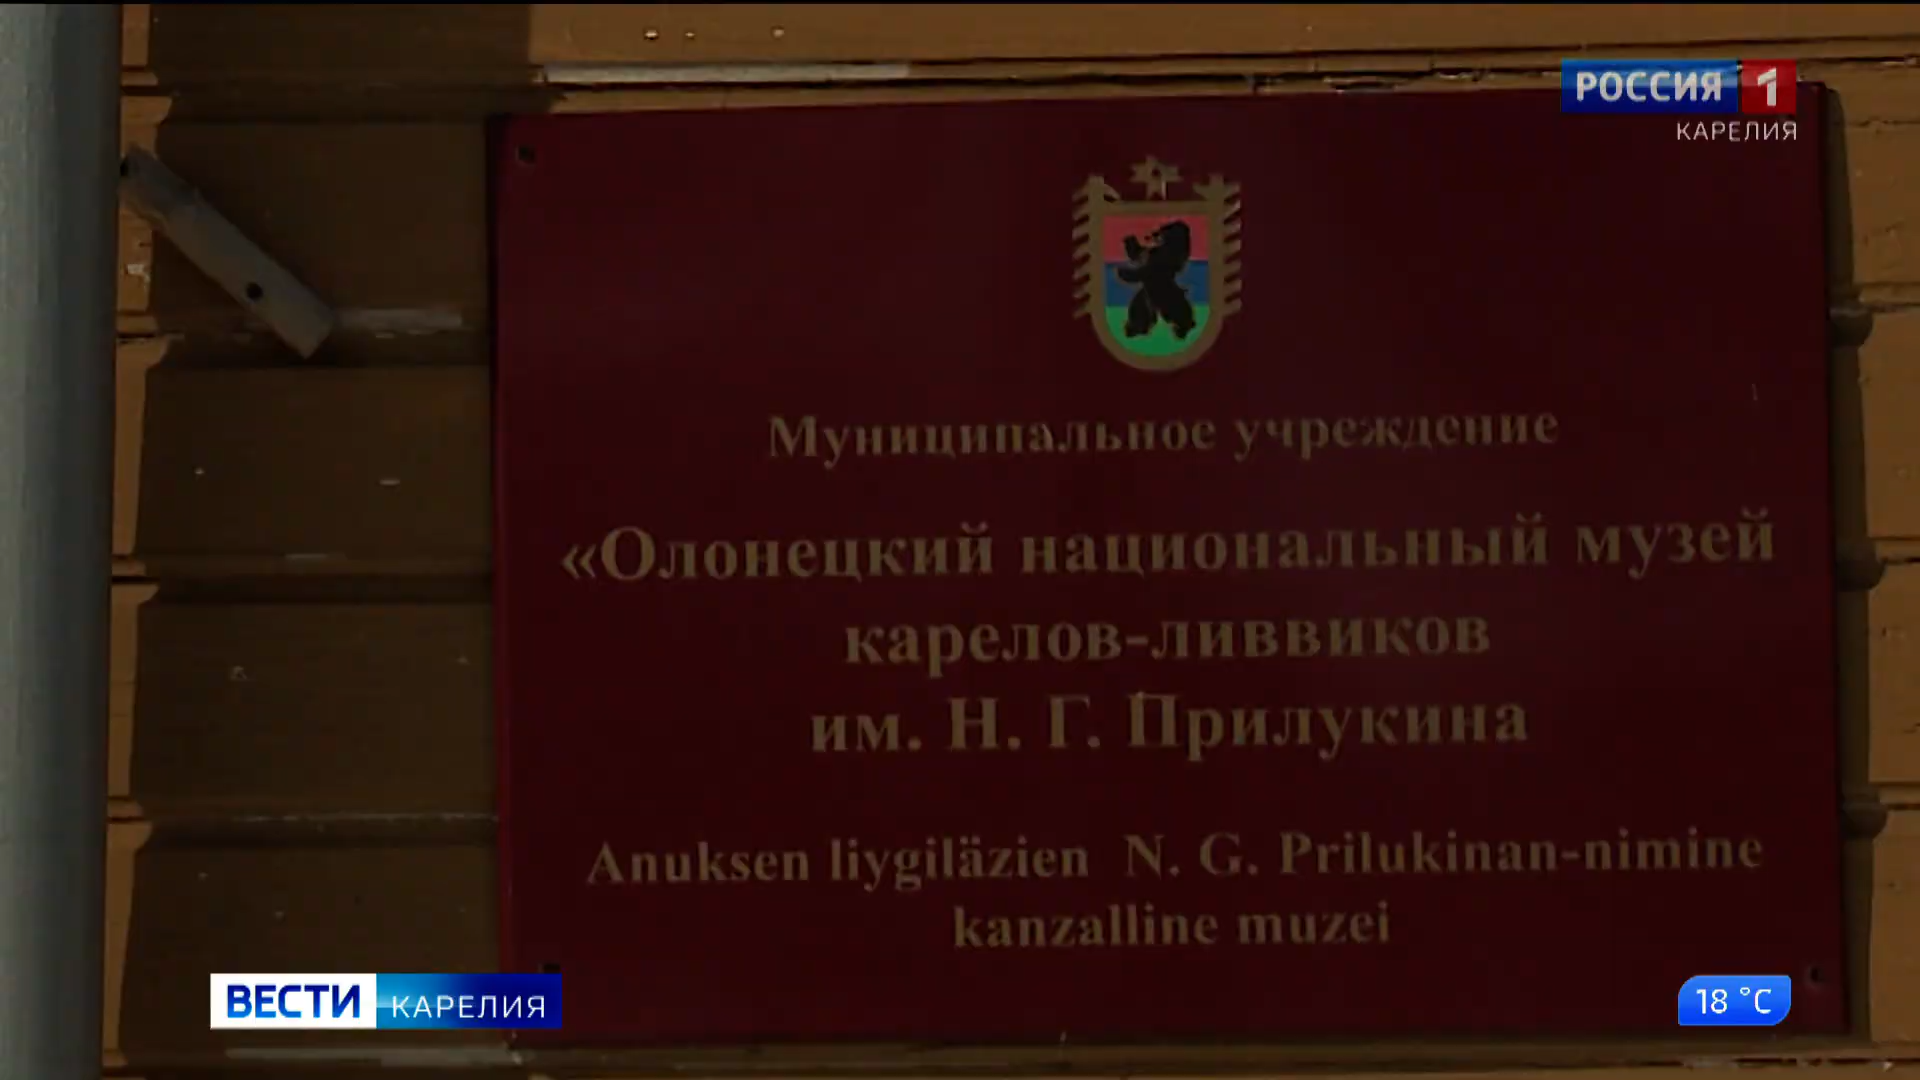 РОССИЯ 1
КАРЕЛИЯ
Муниципальное учреждение
«Олонецкий национальный музей
карелов-ливвиков
им. Н. Г. Прилукина
Anuksen liygiläzien N. G. Prilukinan-nimine
kanzalline muzei
ВЕСТИ КАРЕЛИЯ
18 °C